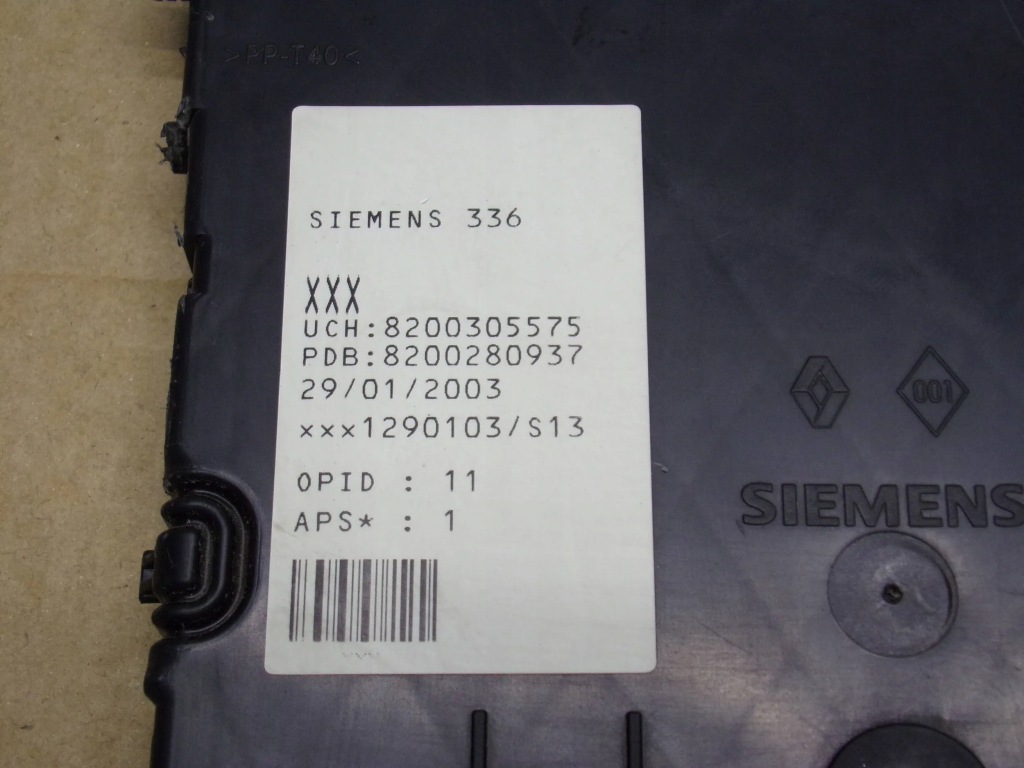 >PP-T40<
SIEMENS 336
XXX
UCH:8200305575
PDB:8200280937
29/01/2003
xxx1290103/S13
OPID : 11
APS* : 1
001
SIEMENS